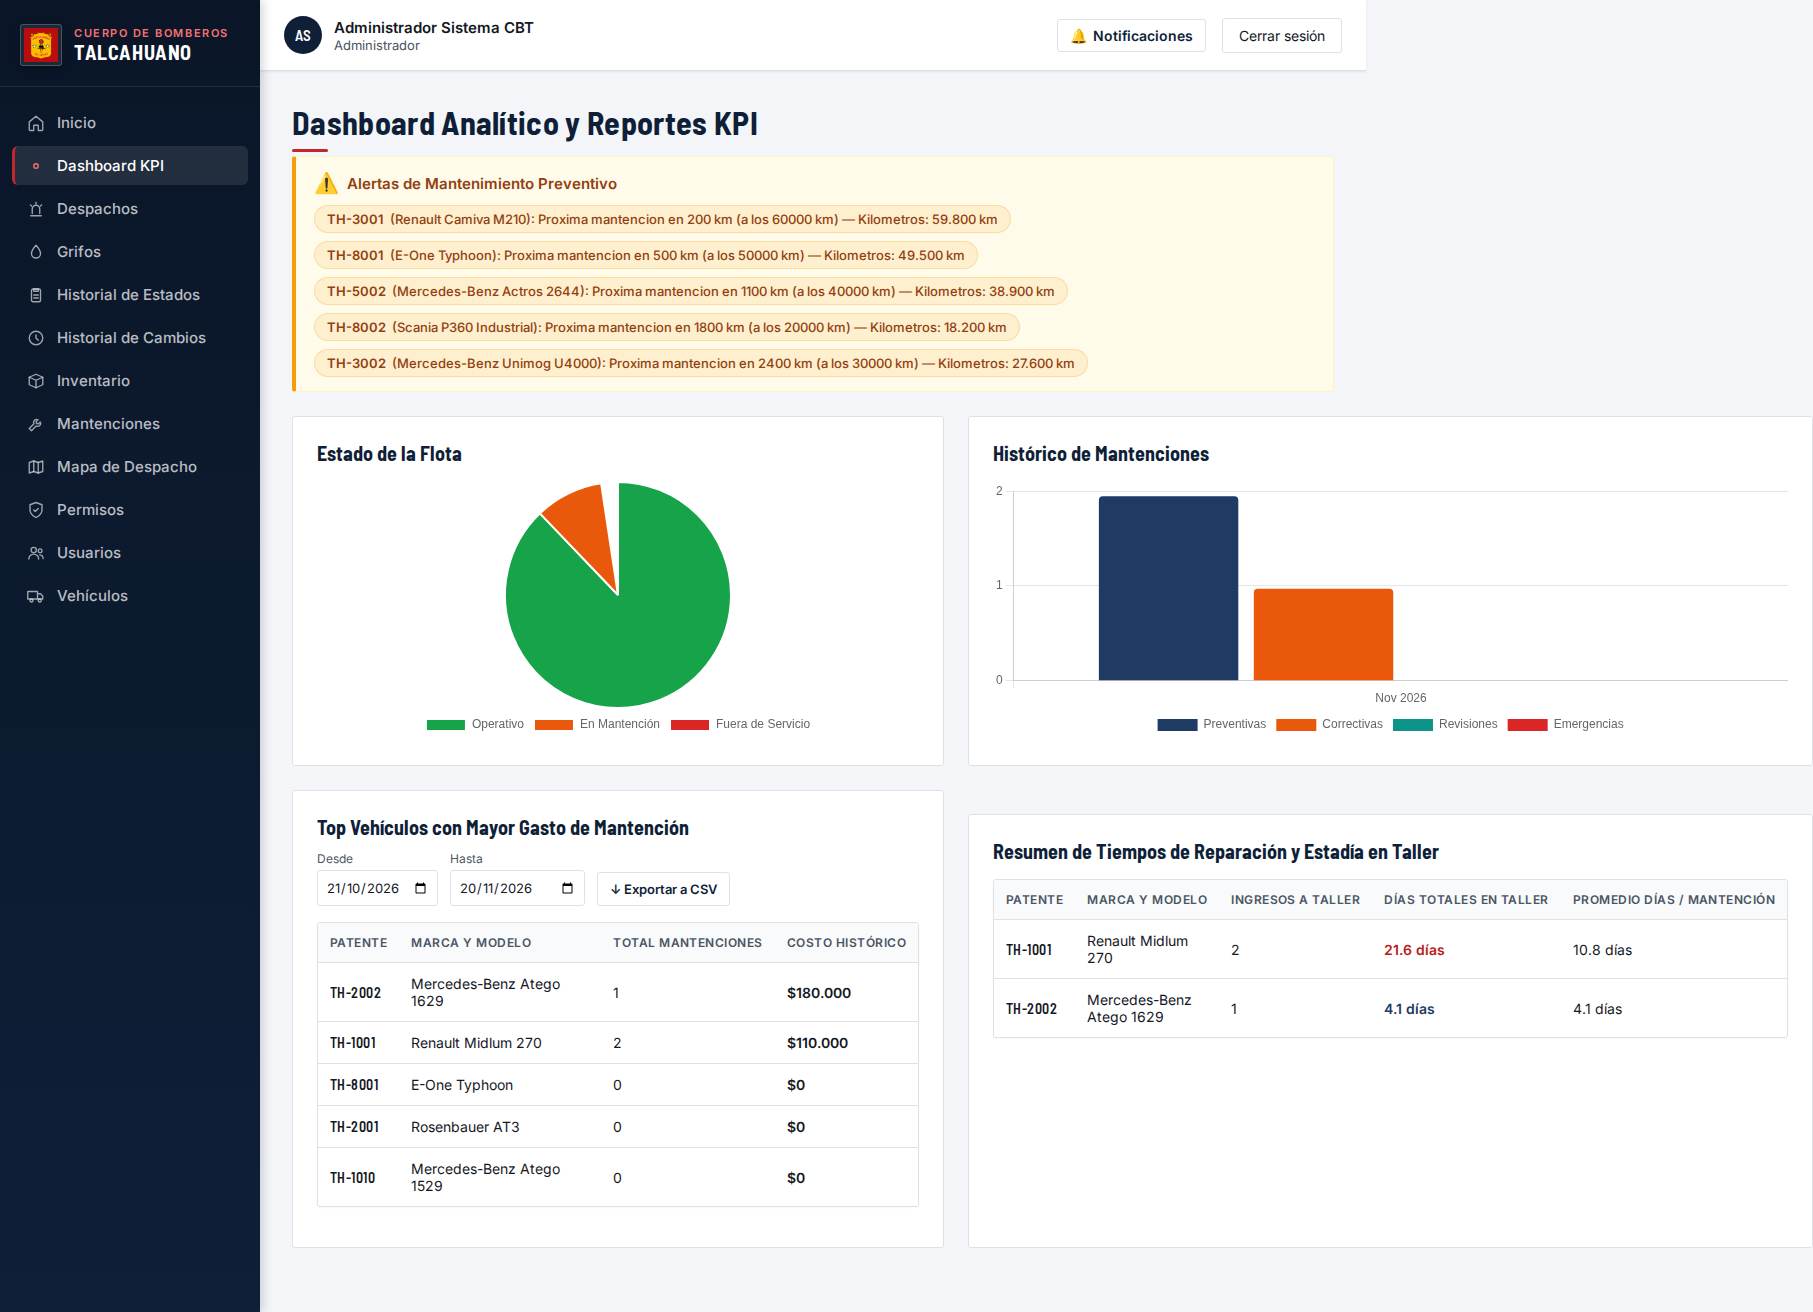 CUERPO DE BOMBEROS
TALCAHUANO
Inicio
Dashboard KPI
Despachos
Grifos
Historial de Estados
Historial de Cambios
Inventario
Mantenciones
Mapa de Despacho
Permisos
Usuarios
Vehículos
AS
Administrador Sistema CBT
Administrador
Notificaciones
Cerrar sesión
Dashboard Analítico y Reportes KPI
Alertas de Mantenimiento Preventivo
TH-3001 (Renault Camiva M210): Proxima mantencion en 200 km (a los 60000 km) — Kilometros: 59.800 km
TH-8001 (E-One Typhoon): Proxima mantencion en 500 km (a los 50000 km) — Kilometros: 49.500 km
TH-5002 (Mercedes-Benz Actros 2644): Proxima mantencion en 1100 km (a los 40000 km) — Kilometros: 38.900 km
TH-8002 (Scania P360 Industrial): Proxima mantencion en 1800 km (a los 20000 km) — Kilometros: 18.200 km
TH-3002 (Mercedes-Benz Unimog U4000): Proxima mantencion en 2400 km (a los 30000 km) — Kilometros: 27.600 km
Estado de la Flota
Operativo En Mantención Fuera de Servicio
Histórico de Mantenciones
2
1
0
Nov 2026
Preventivas Correctivas Revisiones Emergencias
Top Vehículos con Mayor Gasto de Mantención
Desde Hasta
21/10/2026 20/11/2026 ↓ Exportar a CSV
PATENTE MARCA Y MODELO TOTAL MANTENCIONES COSTO HISTÓRICO
TH-2002 Mercedes-Benz Atego 1629 1 $180.000
TH-1001 Renault Midlum 270 2 $110.000
TH-8001 E-One Typhoon 0 $0
TH-2001 Rosenbauer AT3 0 $0
TH-1010 Mercedes-Benz Atego 1529 0 $0
Resumen de Tiempos de Reparación y Estadía en Taller
PATENTE MARCA Y MODELO INGRESOS A TALLER DÍAS TOTALES EN TALLER PROMEDIO DÍAS / MANTENCIÓN
TH-1001 Renault Midlum 270 2 21.6 días 10.8 días
TH-2002 Mercedes-Benz Atego 1629 1 4.1 días 4.1 días